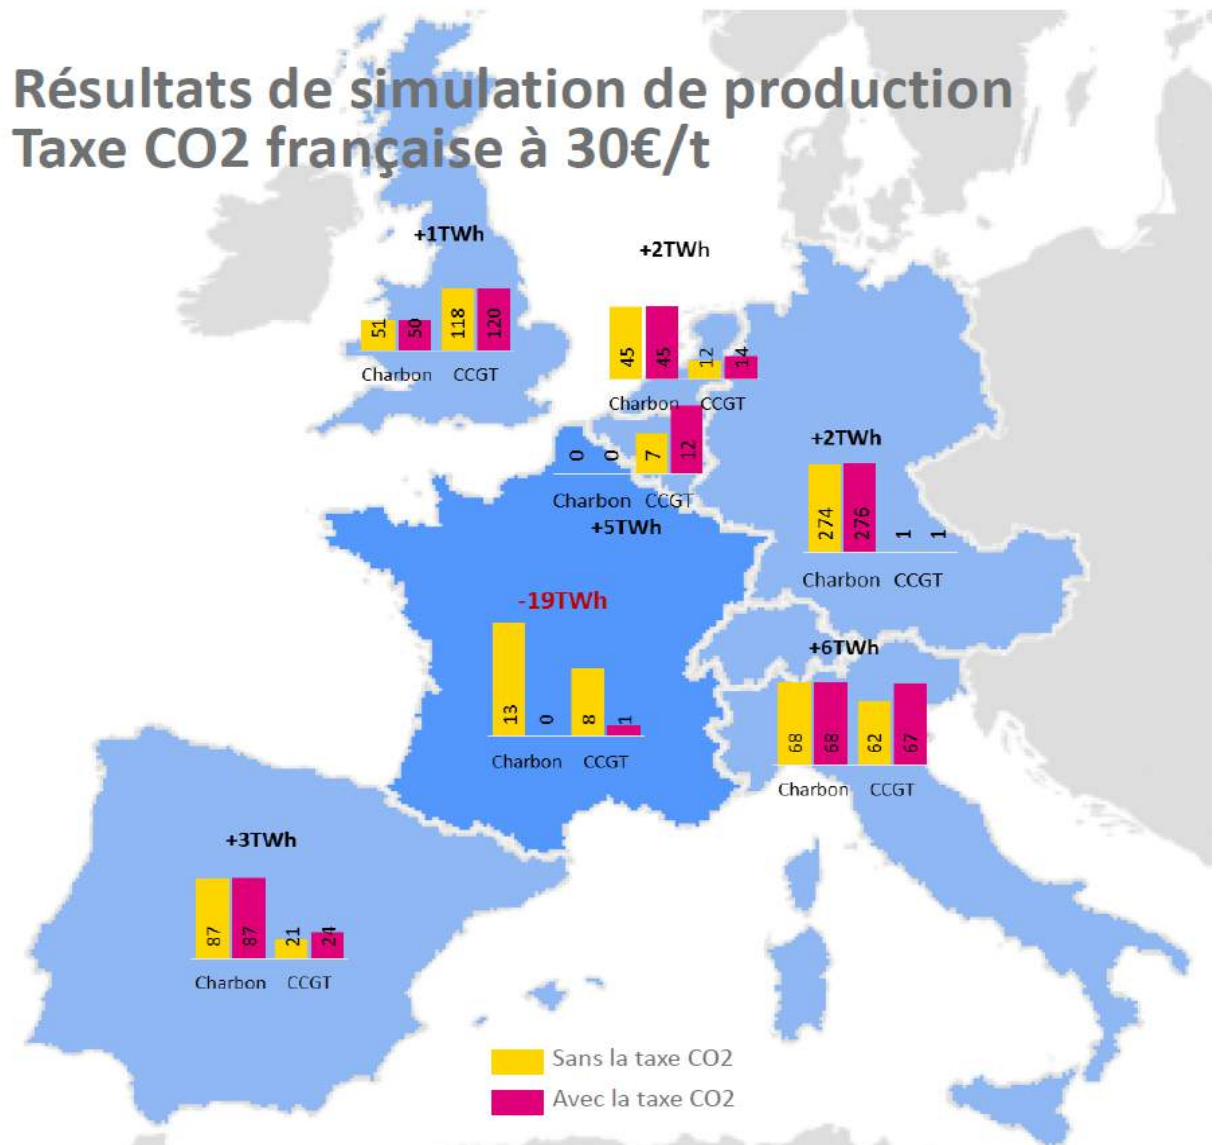 Résultats de simulation de production
Taxe CO2 française à 30€/t
+1TWh
51
50
118
120
Charbon CCGT
+2TWh
45
45
12
14
Charbon CCGT
0
0
7
12
Charbon CCGT
+5TWh
+2TWh
274
276
1
1
Charbon CCGT
-19TWh
13
0
8
1
Charbon CCGT
+6TWh
68
68
62
67
Charbon CCGT
+3TWh
87
87
21
24
Charbon CCGT
Sans la taxe CO2
Avec la taxe CO2